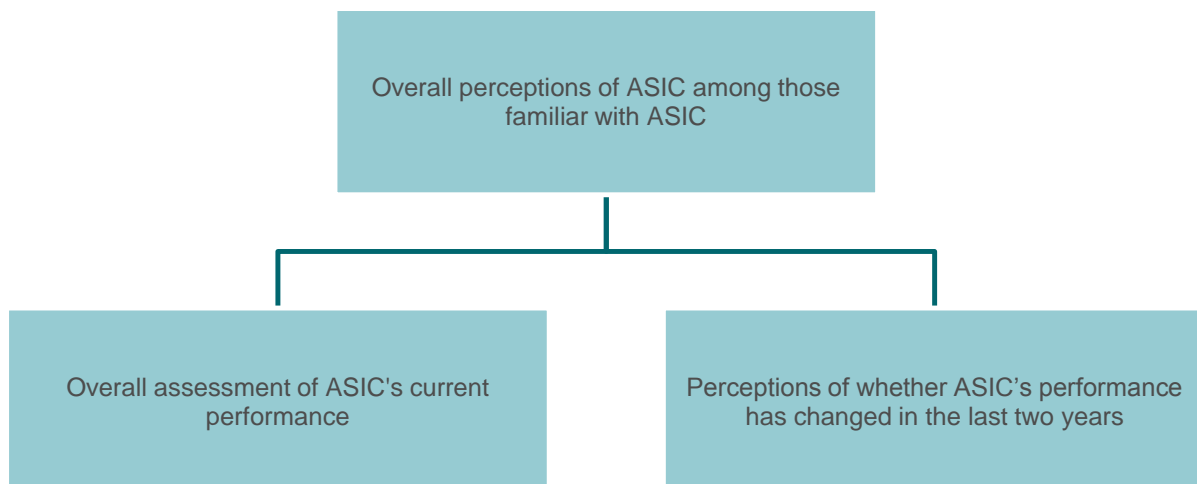 Overall perceptions of ASIC among those
familiar with ASIC
Overall assessment of ASIC's current
performance
Perceptions of whether ASIC’s performance
has changed in the last two years